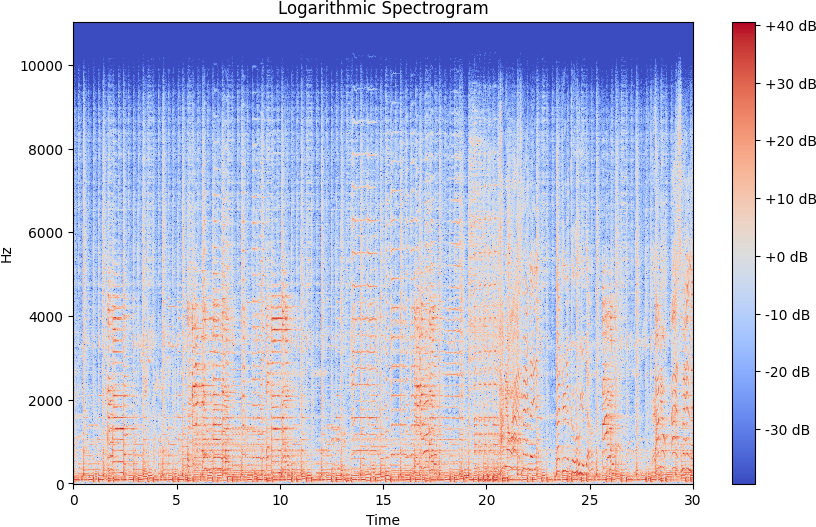 Logarithmic Spectrogram
Hz
10000
8000
6000
4000
2000
0
0 5 10 15 20 25 30
Time
+40 dB
+30 dB
+20 dB
+10 dB
+0 dB
-10 dB
-20 dB
-30 dB